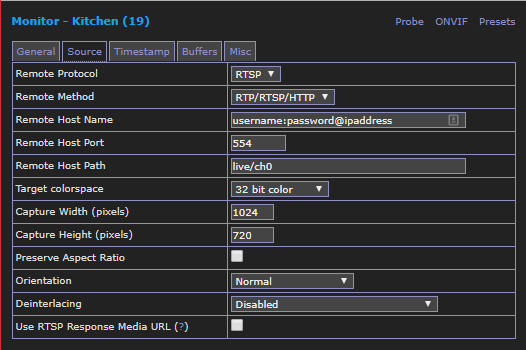 Monitor - Kitchen (19) Probe ONVIF Presets
General Source Timestamp Buffers Misc
Remote Protocol RTSP
Remote Method RTP/RTSP/HTTP
Remote Host Name username:password@ipaddress
Remote Host Port 554
Remote Host Path live/ch0
Target colorspace 32 bit color
Capture Width (pixels) 1024
Capture Height (pixels) 720
Preserve Aspect Ratio
Orientation Normal
Deinterlacing Disabled
Use RTSP Response Media URL (?)